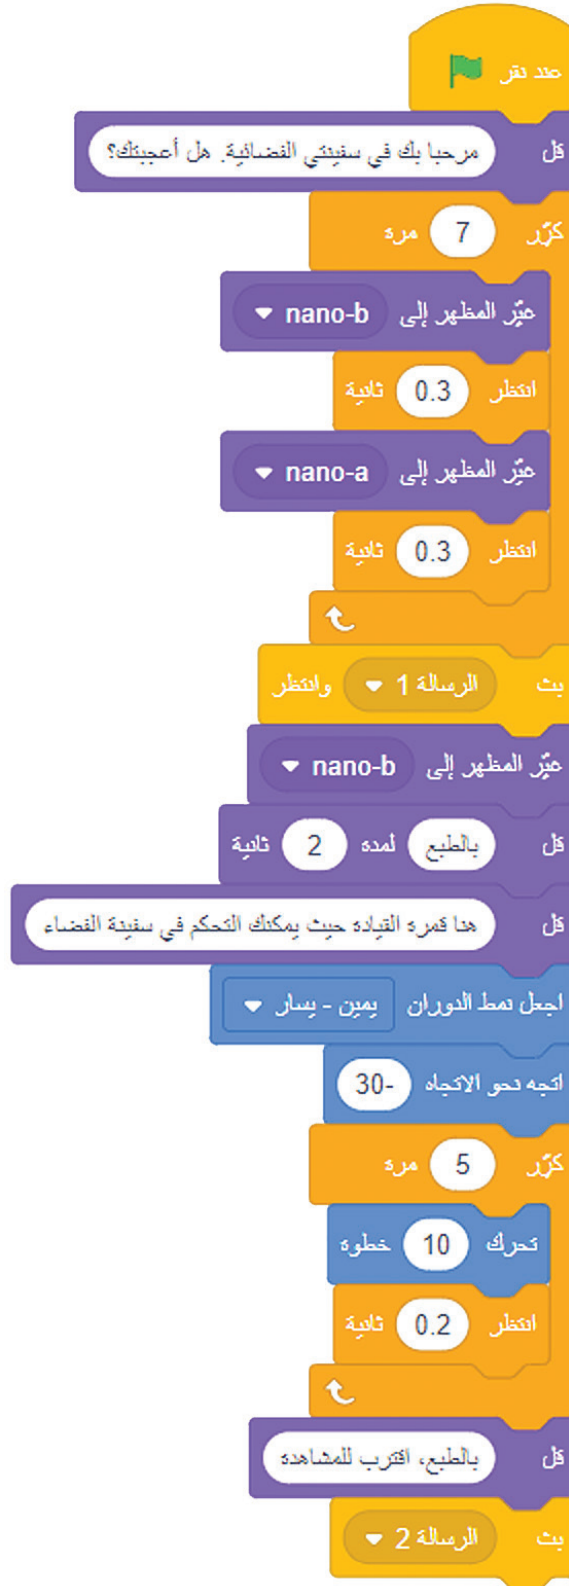 عند نقر
قل مرحبا بك في سفينتي الفضائية. هل أعجبتك؟
كرّر 7 مرة
غيّر المظهر إلى nano-b
انتظر 0.3 ثانية
غيّر المظهر إلى nano-a
انتظر 0.3 ثانية
بث الرسالة 1 وانتظر
غيّر المظهر إلى nano-b
قل بالطبع لمدة 2 ثانية
قل هنا قمرة القيادة حيث يمكنك التحكم في سفينة الفضاء
اجعل نمط الدوران يمين - يسار
اتجه نحو الاتجاه 30-
كرّر 5 مرة
تحرك 10 خطوة
انتظر 0.2 ثانية
قل بالطبع، اقترب للمشاهدة
بث الرسالة 2